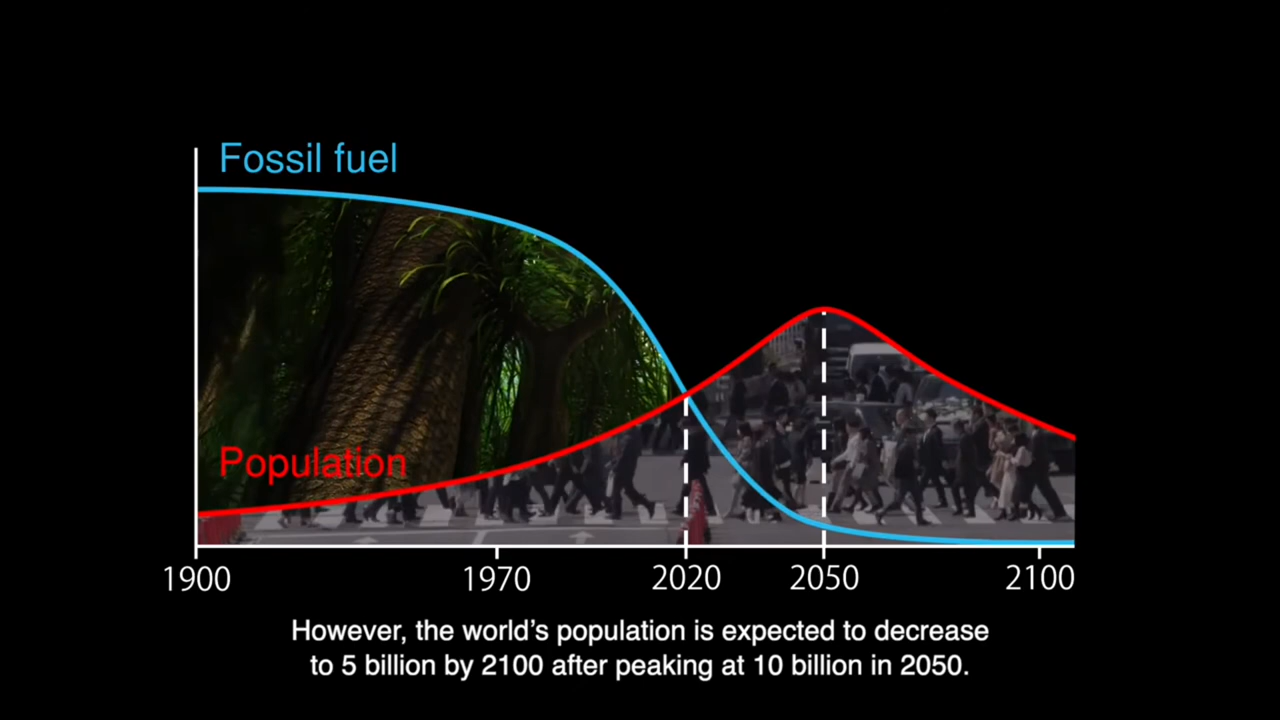 Fossil fuel
Population
1900 1970 2020 2050 2100
However, the world's population is expected to decrease
to 5 billion by 2100 after peaking at 10 billion in 2050.